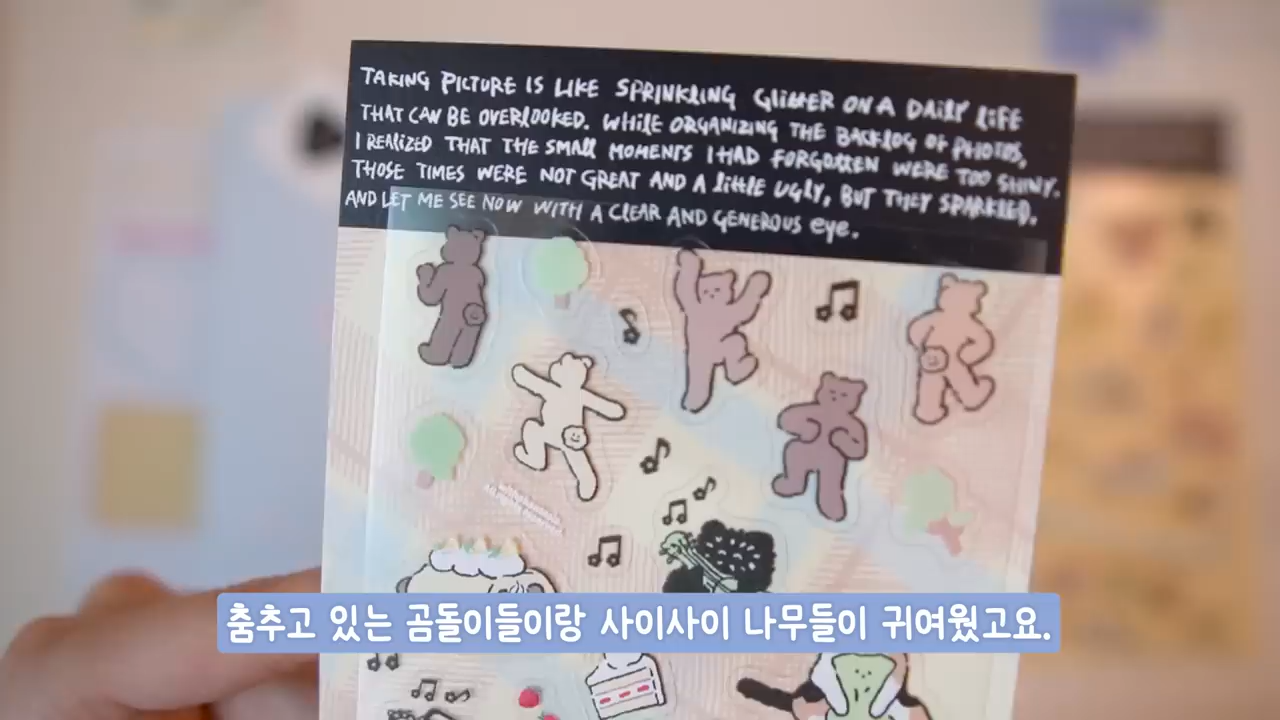 TAKING PICTURE IS LIKE SPRINKLING GLITTER ON A DAILY LIFE
THAT CAN BE OVERLOOKED. WHILE ORGANIZING THE BACKLOG OF PHOTOS,
I REALIZED THAT THE SMALL MOMENTS I HAD FORGOTTEN WERE TOO SHINY.
THOSE TIMES WERE NOT GREAT AND A LITTLE UGLY, BUT THEY SPARKLED.
AND LET ME SEE NOW WITH A CLEAR AND GENEROUS eye.
춤추고 있는 곰돌이들이랑 사이사이 나무들이 귀여웠고요.